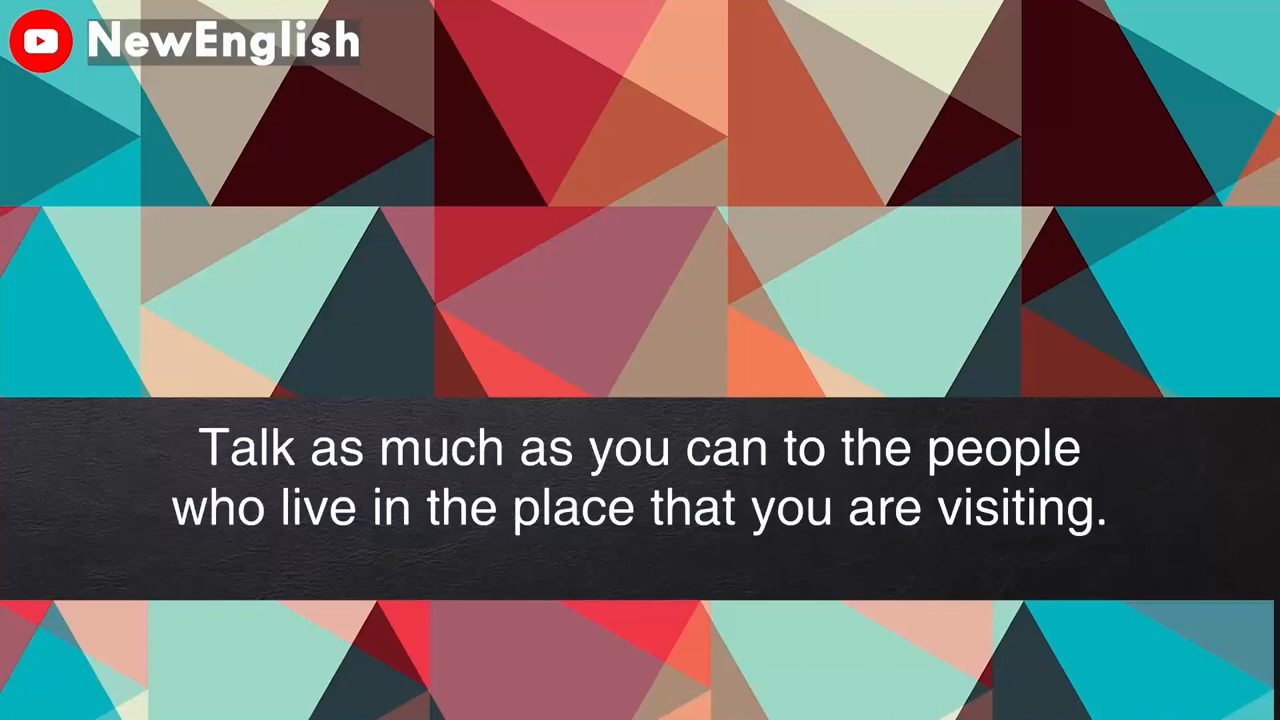 NewEnglish
Talk as much as you can to the people
who live in the place that you are visiting.